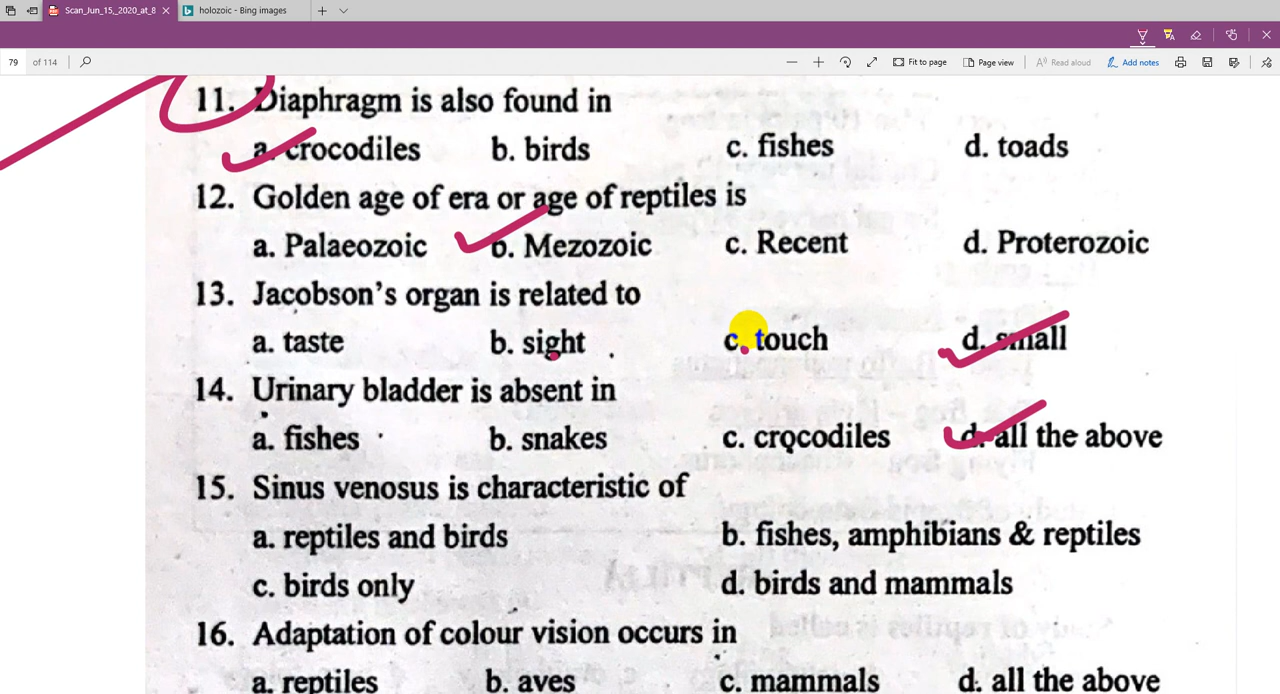 Scan_Jun_15,_2020_at_8
holozoic - Bing images
79 of 114
Fit to page
Page view
Read aloud
Add notes
11. Diaphragm is also found in
a. crocodiles b. birds c. fishes d. toads
12. Golden age of era or age of reptiles is
a. Palaeozoic b. Mezozoic c. Recent d. Proterozoic
13. Jacobson's organ is related to
a. taste b. sight c. touch d. small
14. Urinary bladder is absent in
a. fishes b. snakes c. crocodiles d. all the above
15. Sinus venosus is characteristic of
a. reptiles and birds b. fishes, amphibians & reptiles
c. birds only d. birds and mammals
16. Adaptation of colour vision occurs in
a. reptiles b. aves c. mammals d. all the above